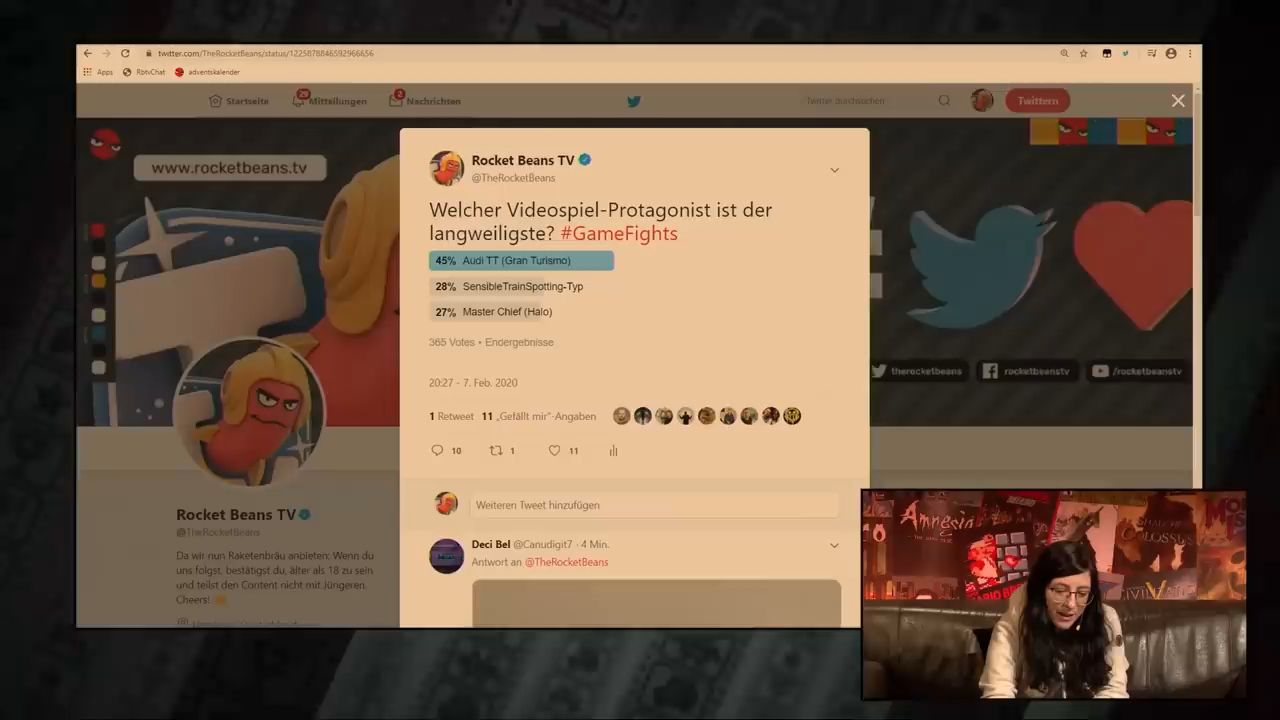 twitter.com/TheRocketBeans/status/1225878846592966656
Apps RbtvChat adventskalender
Startseite 29 Mitteilungen 2 Nachrichten Twitter durchsuchen Twittern
www.rocketbeans.tv
Rocket Beans TV
@TheRocketBeans
Welcher Videospiel-Protagonist ist der
langweiligste? #GameFights
45% Audi TT (Gran Turismo)
28% SensibleTrainSpotting-Typ
27% Master Chief (Halo)
365 Votes • Endergebnisse
20:27 - 7. Feb. 2020
1 Retweet 11 „Gefällt mir“-Angaben
10 1 11
therocketbeans rocketbeanstv /rocketbeanstv
Weiteren Tweet hinzufügen
Rocket Beans TV
@TheRocketBeans
Da wir nun Raketenbräu anbieten: Wenn du
uns folgst, bestätigst du, älter als 18 zu sein
und teilst den Content nicht mit Jüngeren.
Cheers!
Deci Bel @Canudigit7 · 4 Min.
Antwort an @TheRocketBeans
Amnesia
COLOSSUS